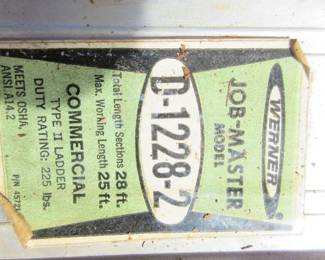 WERNER
JOB-MASTER
MODEL
D-1228-2
Total Length Sections 28 ft.
Max. Working Length 25 ft.
COMMERCIAL
TYPE II LADDER
DUTY RATING: 225 lbs.
MEETS OSHA,
ANSI A14.2
P/N 45721